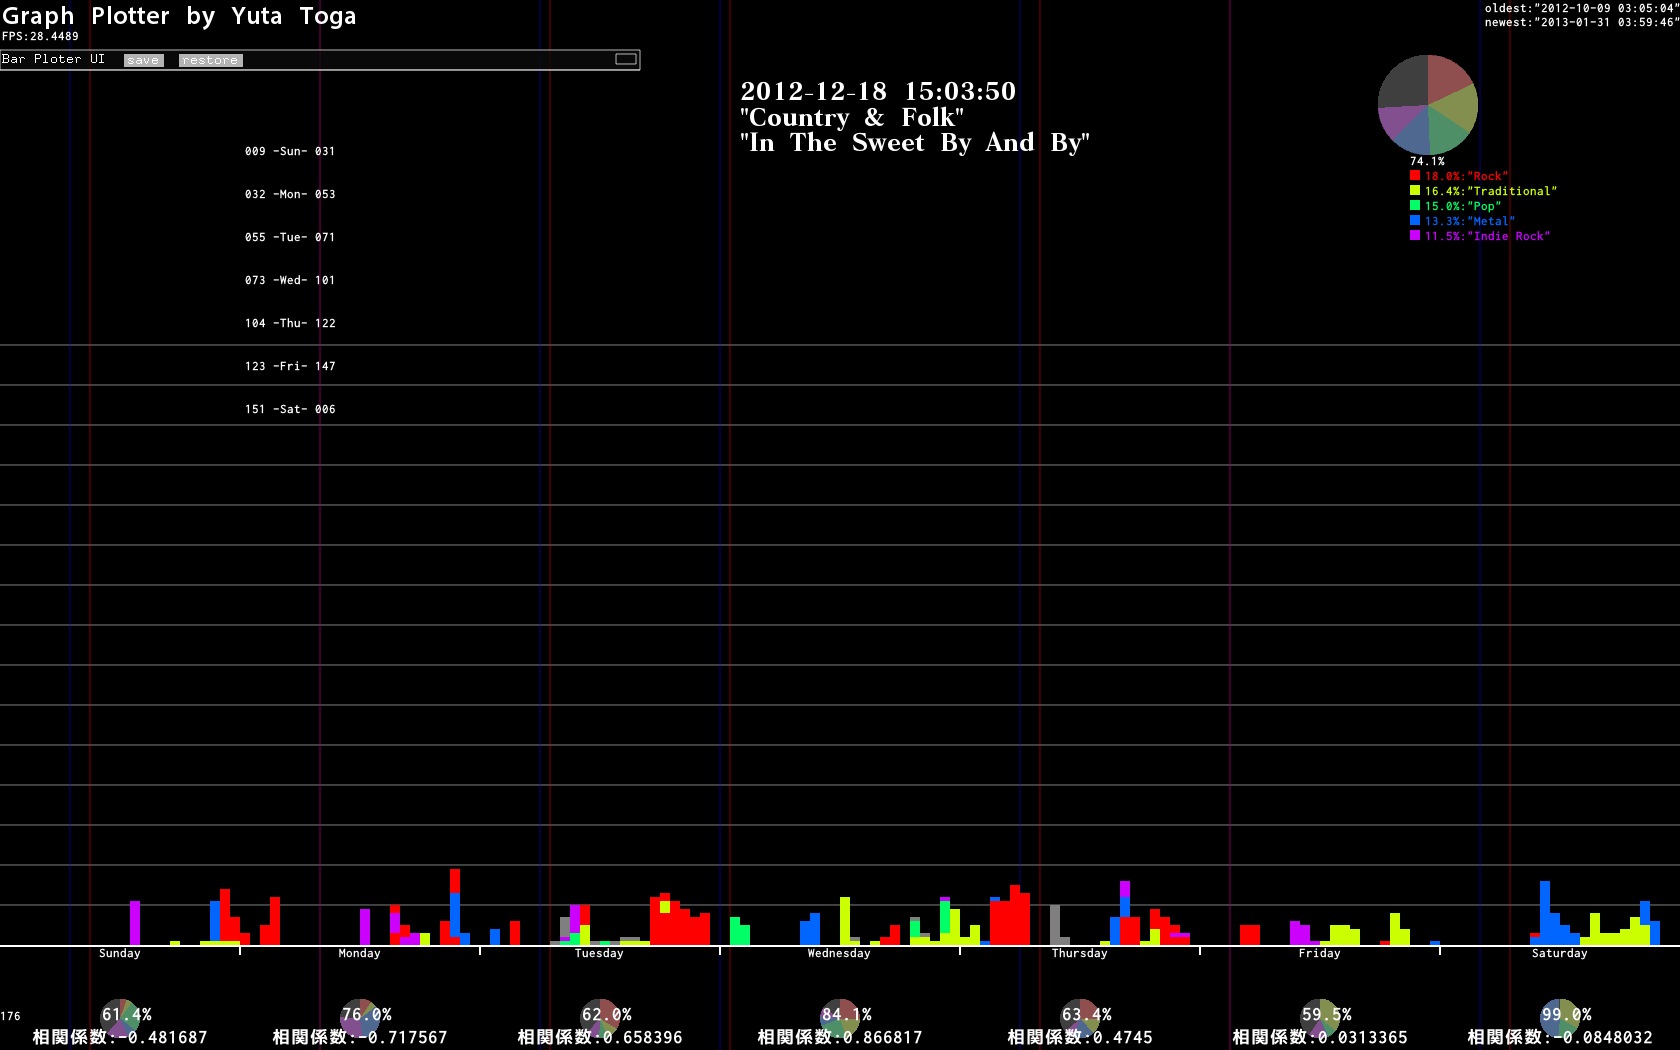 Graph Plotter by Yuta Toga
FPS:28.4489
oldest:"2012-10-09 03:05:04"
newest:"2013-01-31 03:59:46"
Bar Ploter UI save restore
2012-12-18 15:03:50
"Country & Folk"
"In The Sweet By And By"
74.1%
18.0%:"Rock"
16.4%:"Traditional"
15.0%:"Pop"
13.3%:"Metal"
11.5%:"Indie Rock"
009 -Sun- 031
032 -Mon- 053
055 -Tue- 071
073 -Wed- 101
104 -Thu- 122
123 -Fri- 147
151 -Sat- 006
Sunday Monday Tuesday Wednesday Thursday Friday Saturday
176 61.4% 76.0% 62.0% 84.1% 63.4% 59.5% 99.0%
相関係数:-0.481687 相関係数:-0.717567 相関係数:0.658396 相関係数:0.866817 相関係数:0.4745 相関係数:0.0313365 相関係数:-0.0848032